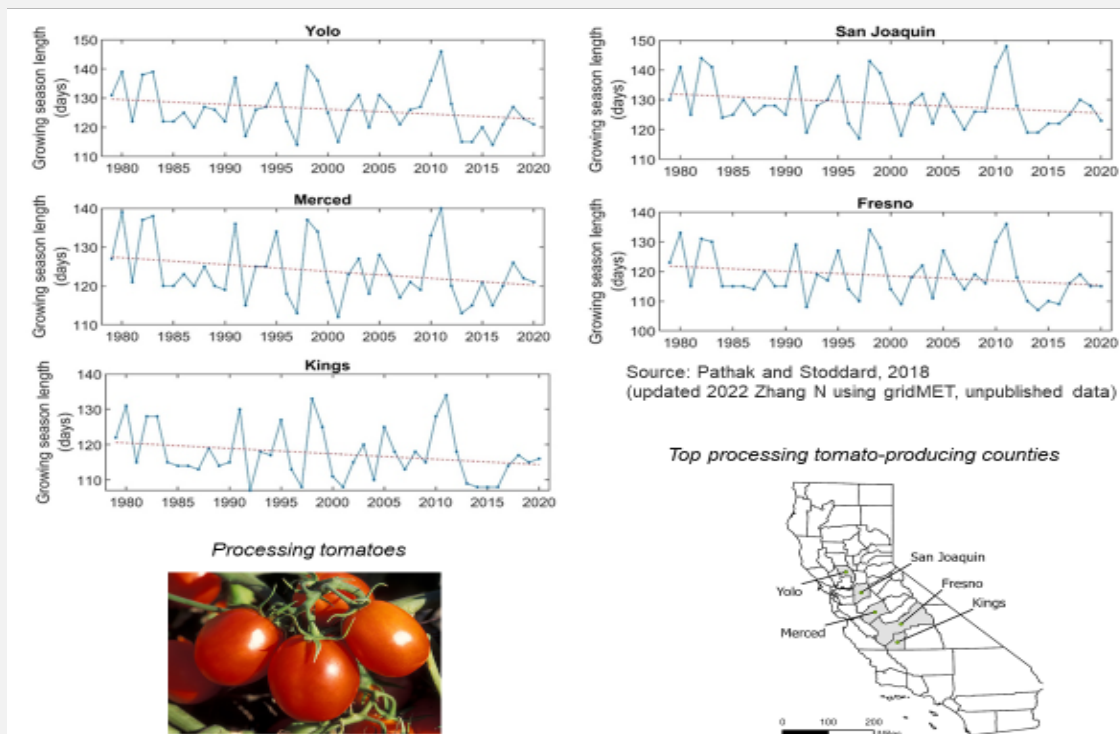 Yolo
Growing season length
(days)
150
140
130
120
110
1980 1985 1990 1995 2000 2005 2010 2015 2020
San Joaquin
Growing season length
(days)
150
140
130
120
110
1980 1985 1990 1995 2000 2005 2010 2015 2020
Merced
Growing season length
(days)
140
130
120
110
1980 1985 1990 1995 2000 2005 2010 2015 2020
Fresno
Growing season length
(days)
140
130
120
110
100
1980 1985 1990 1995 2000 2005 2010 2015 2020
Kings
Growing season length
(days)
140
130
120
110
1980 1985 1990 1995 2000 2005 2010 2015 2020
Source: Pathak and Stoddard, 2018
(updated 2022 Zhang N using gridMET, unpublished data)
Processing tomatoes
Top processing tomato-producing counties
San Joaquin
Fresno
Yolo
Kings
Merced
0 100 200
Miles